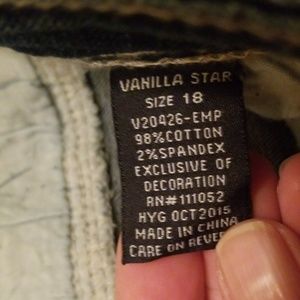 VANILLA STAR
SIZE 18
V20426-EMP
98%COTTON
2%SPANDEX
EXCLUSIVE OF
DECORATION
RN#111052
HYG OCT2015
MADE IN CHINA
CARE ON REVER